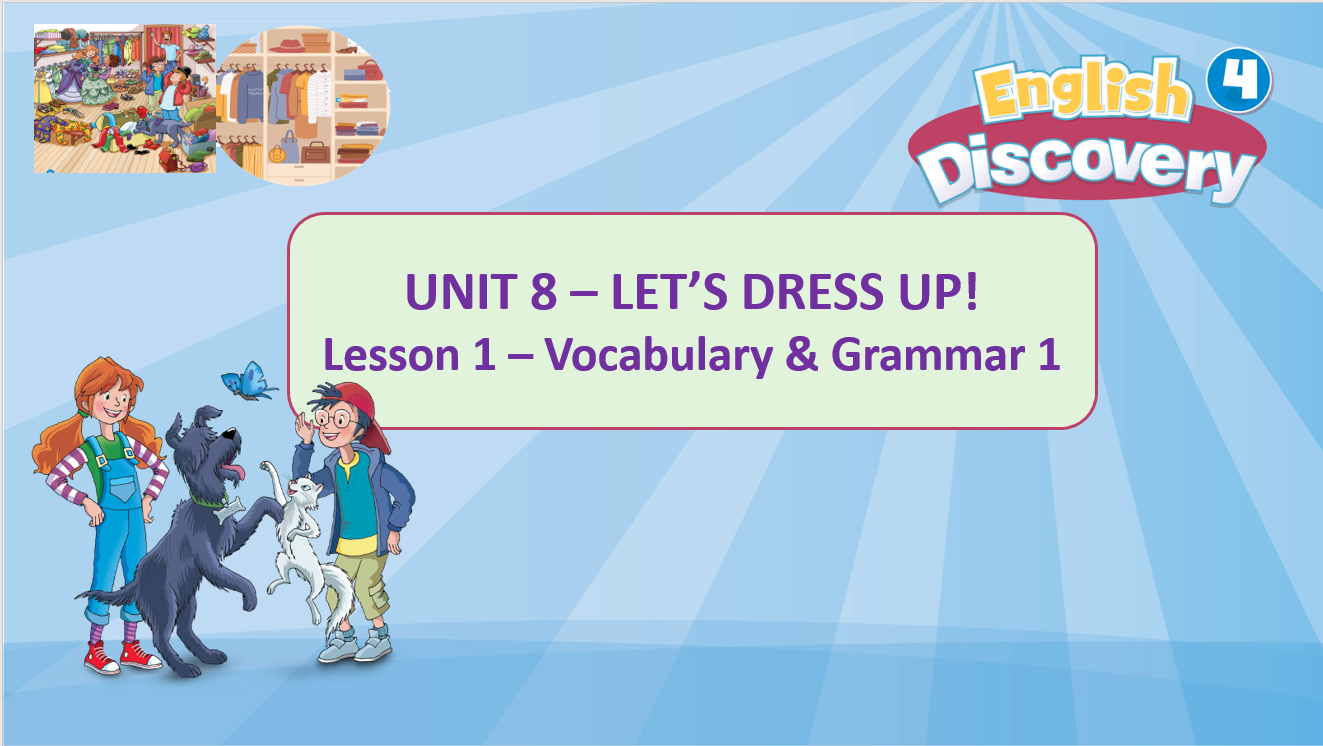 English 4
Discovery
UNIT 8 – LET’S DRESS UP!
Lesson 1 – Vocabulary & Grammar 1